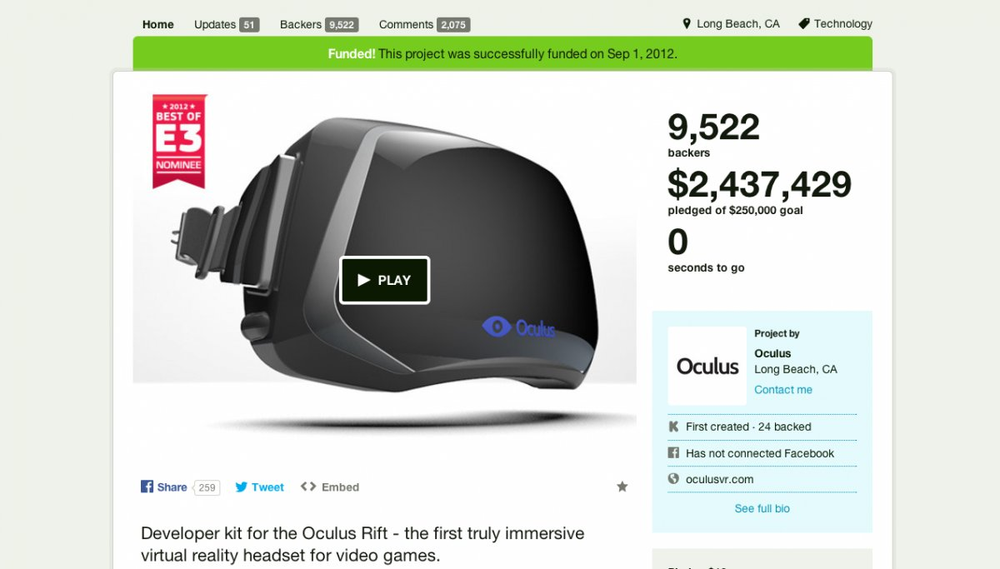 Home Updates 51 Backers 9,522 Comments 2,075 Long Beach, CA Technology
Funded! This project was successfully funded on Sep 1, 2012.
★ 2012 ★
BEST OF
E3
NOMINEE
PLAY
Oculus
9,522
backers
$2,437,429
pledged of $250,000 goal
0
seconds to go
Oculus
Project by
Oculus
Long Beach, CA
Contact me
First created · 24 backed
Has not connected Facebook
oculusvr.com
See full bio
Share 259 Tweet Embed
Developer kit for the Oculus Rift - the first truly immersive
virtual reality headset for video games.